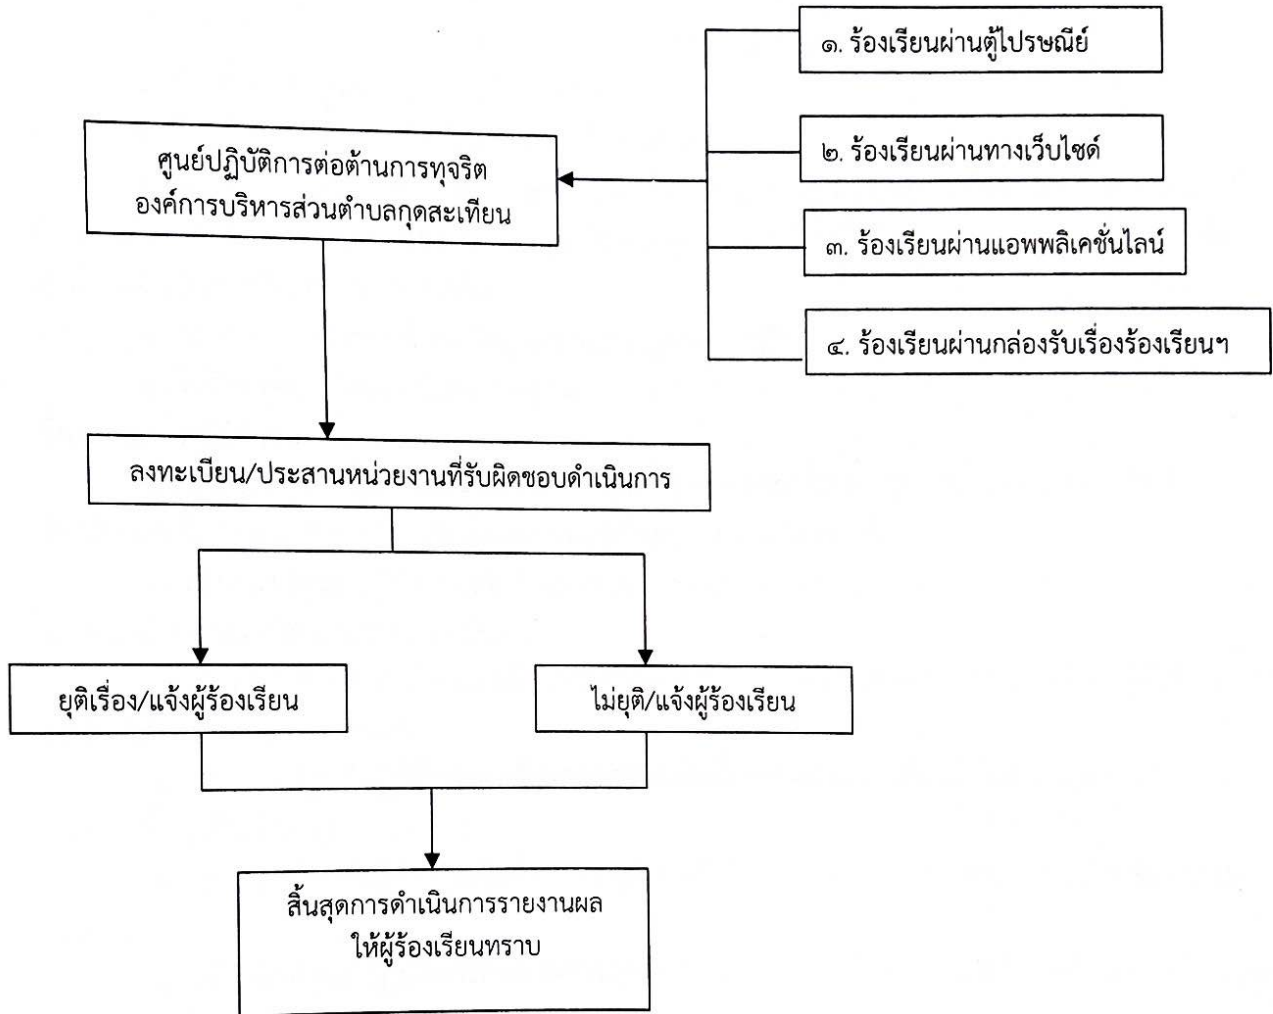 ๑. ร้องเรียนผ่านตู้ไปรษณีย์
ศูนย์ปฏิบัติการต่อต้านการทุจริต
องค์การบริหารส่วนตำบลกุดสะเทียน
๒. ร้องเรียนผ่านทางเว็บไซด์
๓. ร้องเรียนผ่านแอพพลิเคชั่นไลน์
๔. ร้องเรียนผ่านกล่องรับเรื่องร้องเรียนฯ
ลงทะเบียน/ประสานหน่วยงานที่รับผิดชอบดำเนินการ
ยุติเรื่อง/แจ้งผู้ร้องเรียน
ไม่ยุติ/แจ้งผู้ร้องเรียน
สิ้นสุดการดำเนินการรายงานผล
ให้ผู้ร้องเรียนทราบ